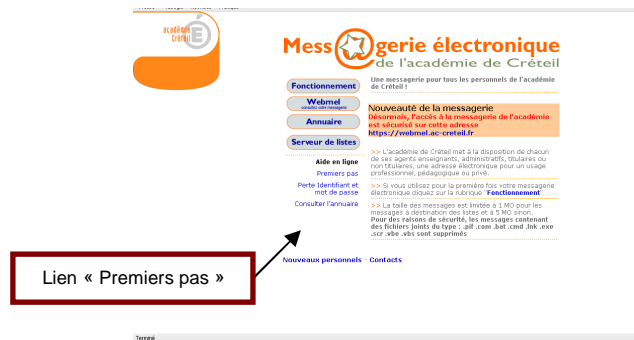 académie
Créteil
Mess@gerie électronique
de l'académie de Créteil
Fonctionnement
Webmel
consultez votre messagerie
Annuaire
Serveur de listes
Aide en ligne
Premiers pas
Perte Identifiant et
mot de passe
Consulter l'annuaire
Une messagerie pour tous les personnels de l'académie
de Créteil !
Nouveauté de la messagerie
Désormais, l'accès à la messagerie de l'académie
est sécurisé sur cette adresse
https://webmel.ac-creteil.fr
>> L'académie de Créteil met à la disposition de chacun
de ses agents enseignants, administratifs, titulaires ou
non titulaires, une adresse électronique pour un usage
professionnel, pédagogique ou privé.
>> Si vous utilisez pour la première fois votre messagerie
électronique cliquez sur la rubrique "Fonctionnement"
>> La taille des messages est limitée à 1 MO pour les
messages à destination des listes et à 5 MO sinon.
Pour des raisons de sécurité, les messages contenant
des fichiers joints du type : .pif .com .bat .cmd .lnk .exe
.scr .vbe .vbs sont supprimés
Nouveaux personnels - Contacts
Lien « Premiers pas »
Terminé